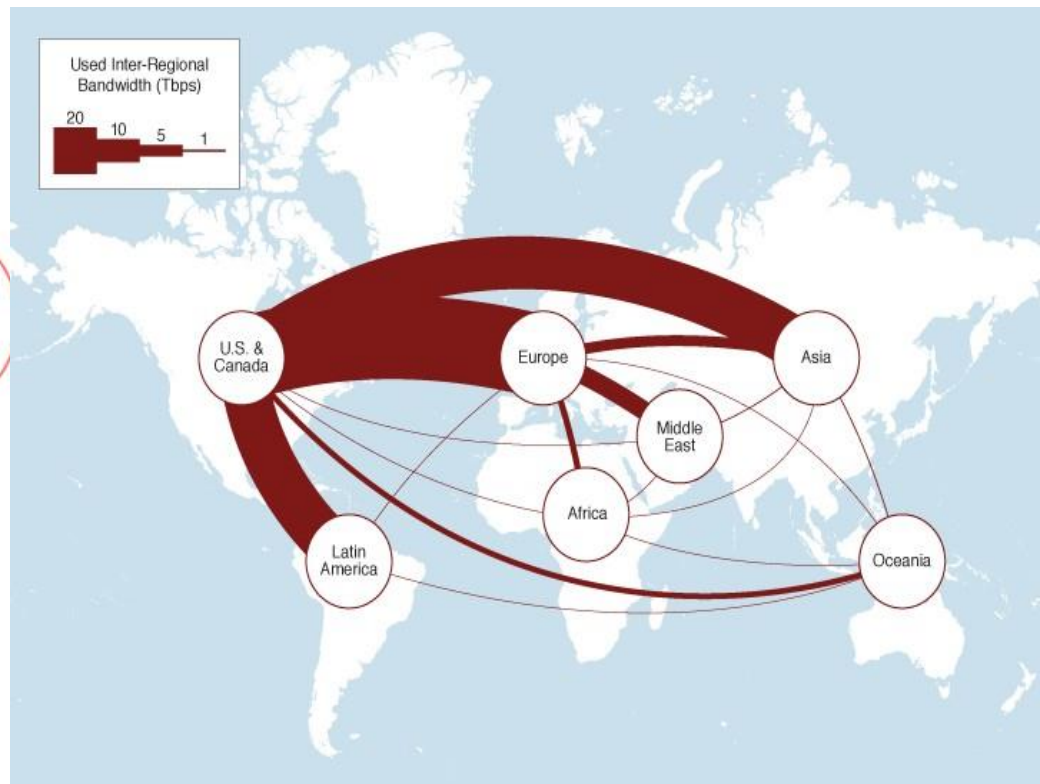 Used Inter-Regional
Bandwidth (Tbps)
20
10
5
1
U.S. &
Canada
Europe
Asia
Middle
East
Africa
Latin
America
Oceania